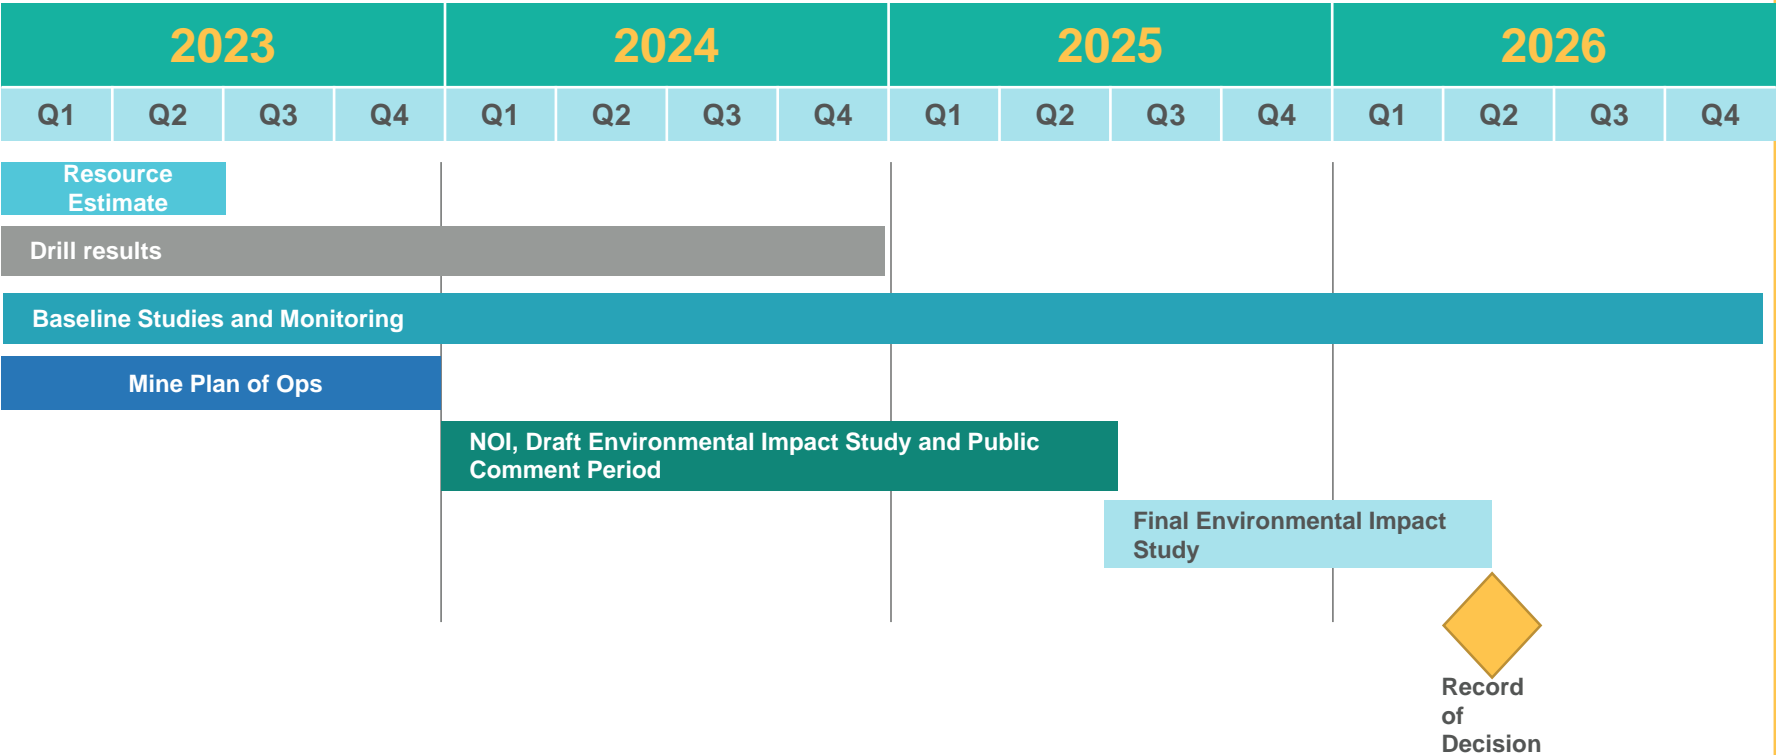 2023 2024 2025 2026
Q1 Q2 Q3 Q4 Q1 Q2 Q3 Q4 Q1 Q2 Q3 Q4 Q1 Q2 Q3 Q4
Resource
Estimate
Drill results
Baseline Studies and Monitoring
Mine Plan of Ops
NOI, Draft Environmental Impact Study and Public
Comment Period
Final Environmental Impact
Study
Record
of
Decision